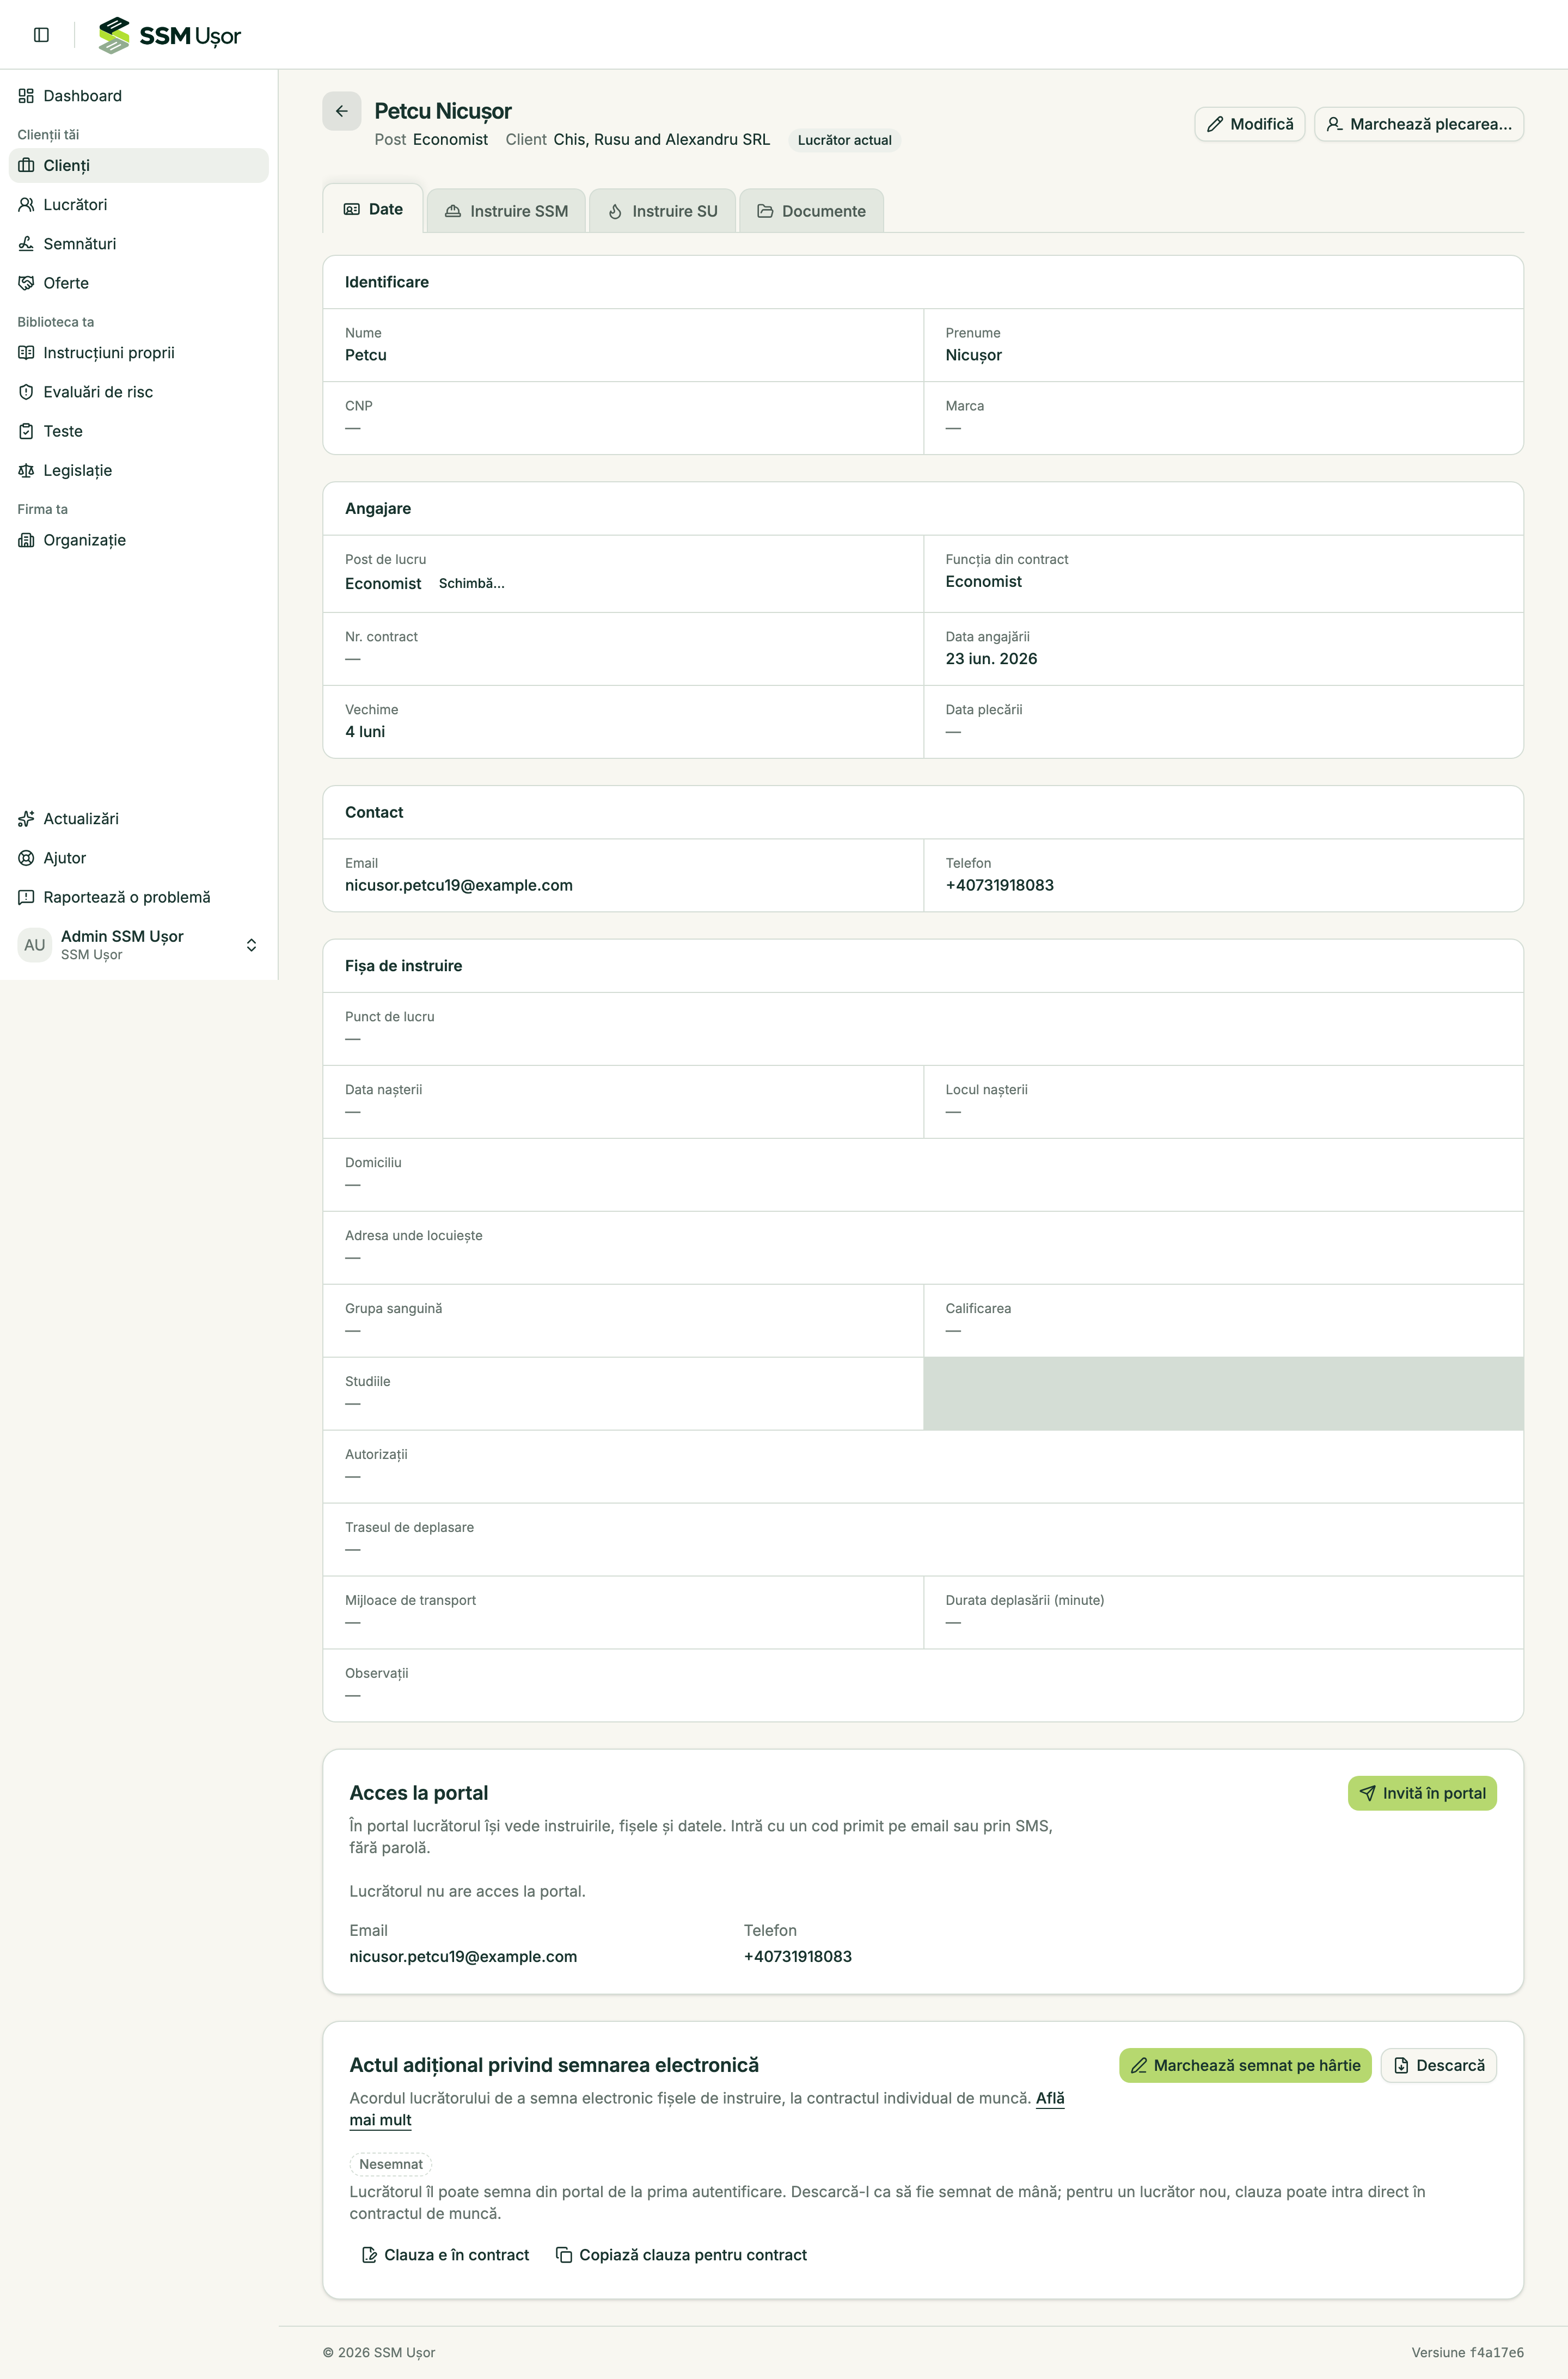 SSM Ușor
Dashboard
Clienții tăi
Clienți
Lucrători
Semnături
Oferte
Biblioteca ta
Instrucțiuni proprii
Evaluări de risc
Teste
Legislație
Firma ta
Organizație
Actualizări
Ajutor
Raportează o problemă
AU
Admin SSM Ușor
SSM Ușor
Petcu Nicușor
Post Economist Client Chis, Rusu and Alexandru SRL Lucrător actual
Modifică
Marchează plecarea...
Date
Instruire SSM
Instruire SU
Documente
Identificare
Nume
Petcu
Prenume
Nicușor
CNP
—
Marca
—
Angajare
Post de lucru
Economist Schimbă...
Funcția din contract
Economist
Nr. contract
—
Data angajării
23 iun. 2026
Vechime
4 luni
Data plecării
—
Contact
Email
nicusor.petcu19@example.com
Telefon
+40731918083
Fișa de instruire
Punct de lucru
—
Data nașterii
—
Locul nașterii
—
Domiciliu
—
Adresa unde locuiește
—
Grupa sanguină
—
Calificarea
—
Studiile
—
Autorizații
—
Traseul de deplasare
—
Mijloace de transport
—
Durata deplasării (minute)
—
Observații
—
Acces la portal
Invită în portal
În portal lucrătorul își vede instruirile, fișele și datele. Intră cu un cod primit pe email sau prin SMS,
fără parolă.
Lucrătorul nu are acces la portal.
Email
nicusor.petcu19@example.com
Telefon
+40731918083
Actul adițional privind semnarea electronică
Marchează semnat pe hârtie
Descarcă
Acordul lucrătorului de a semna electronic fișele de instruire, la contractul individual de muncă. Află
mai mult
Nesemnat
Lucrătorul îl poate semna din portal de la prima autentificare. Descarcă-l ca să fie semnat de mână; pentru un lucrător nou, clauza poate intra direct în
contractul de muncă.
Clauza e în contract
Copiază clauza pentru contract
© 2026 SSM Ușor
Versiune f4a17e6